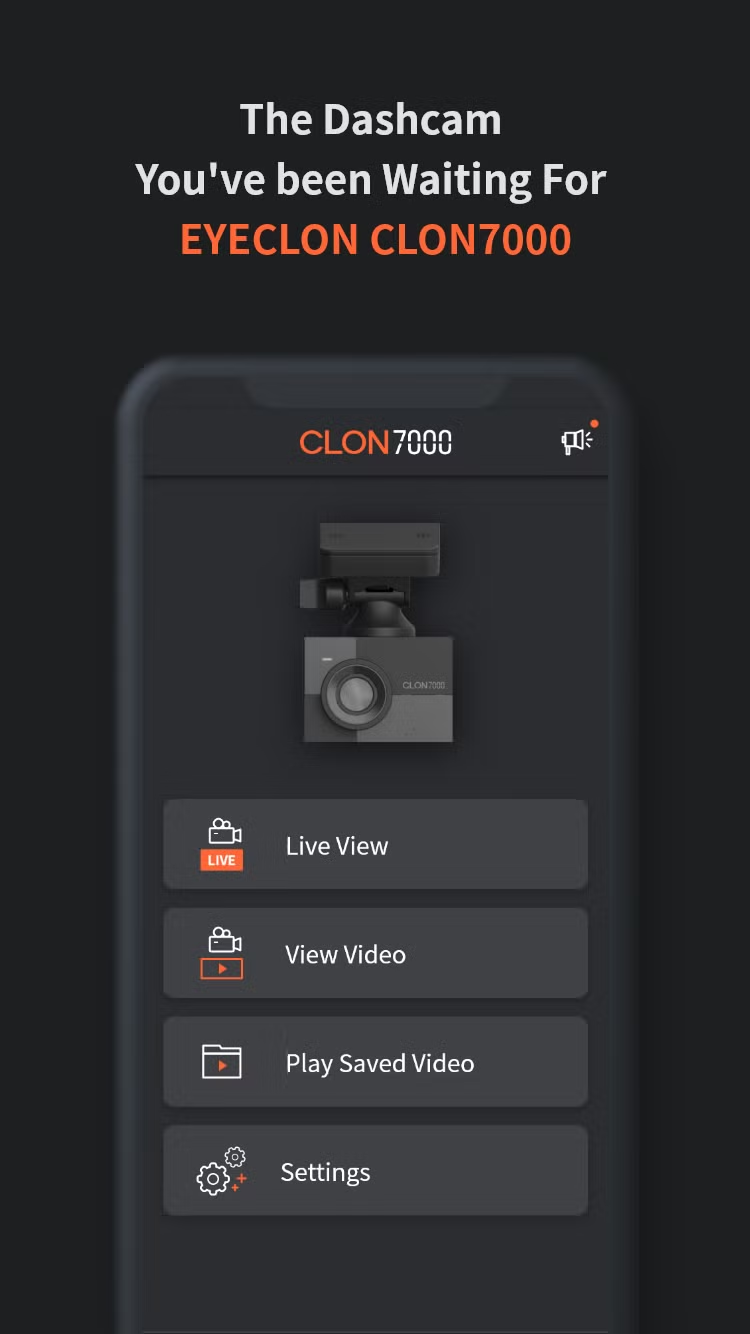 The Dashcam
You've been Waiting For
EYECLON CLON7000
CLON7000
CLON7000
LIVE
Live View
View Video
Play Saved Video
Settings